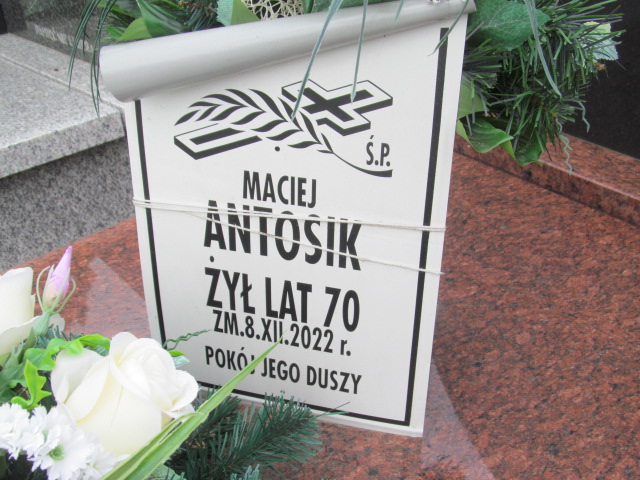 Ś.P.
MACIEJ
ANTOSIK
ŻYŁ LAT 70
ZM.8.XII.2022 r.
POKÓJ JEGO DUSZY